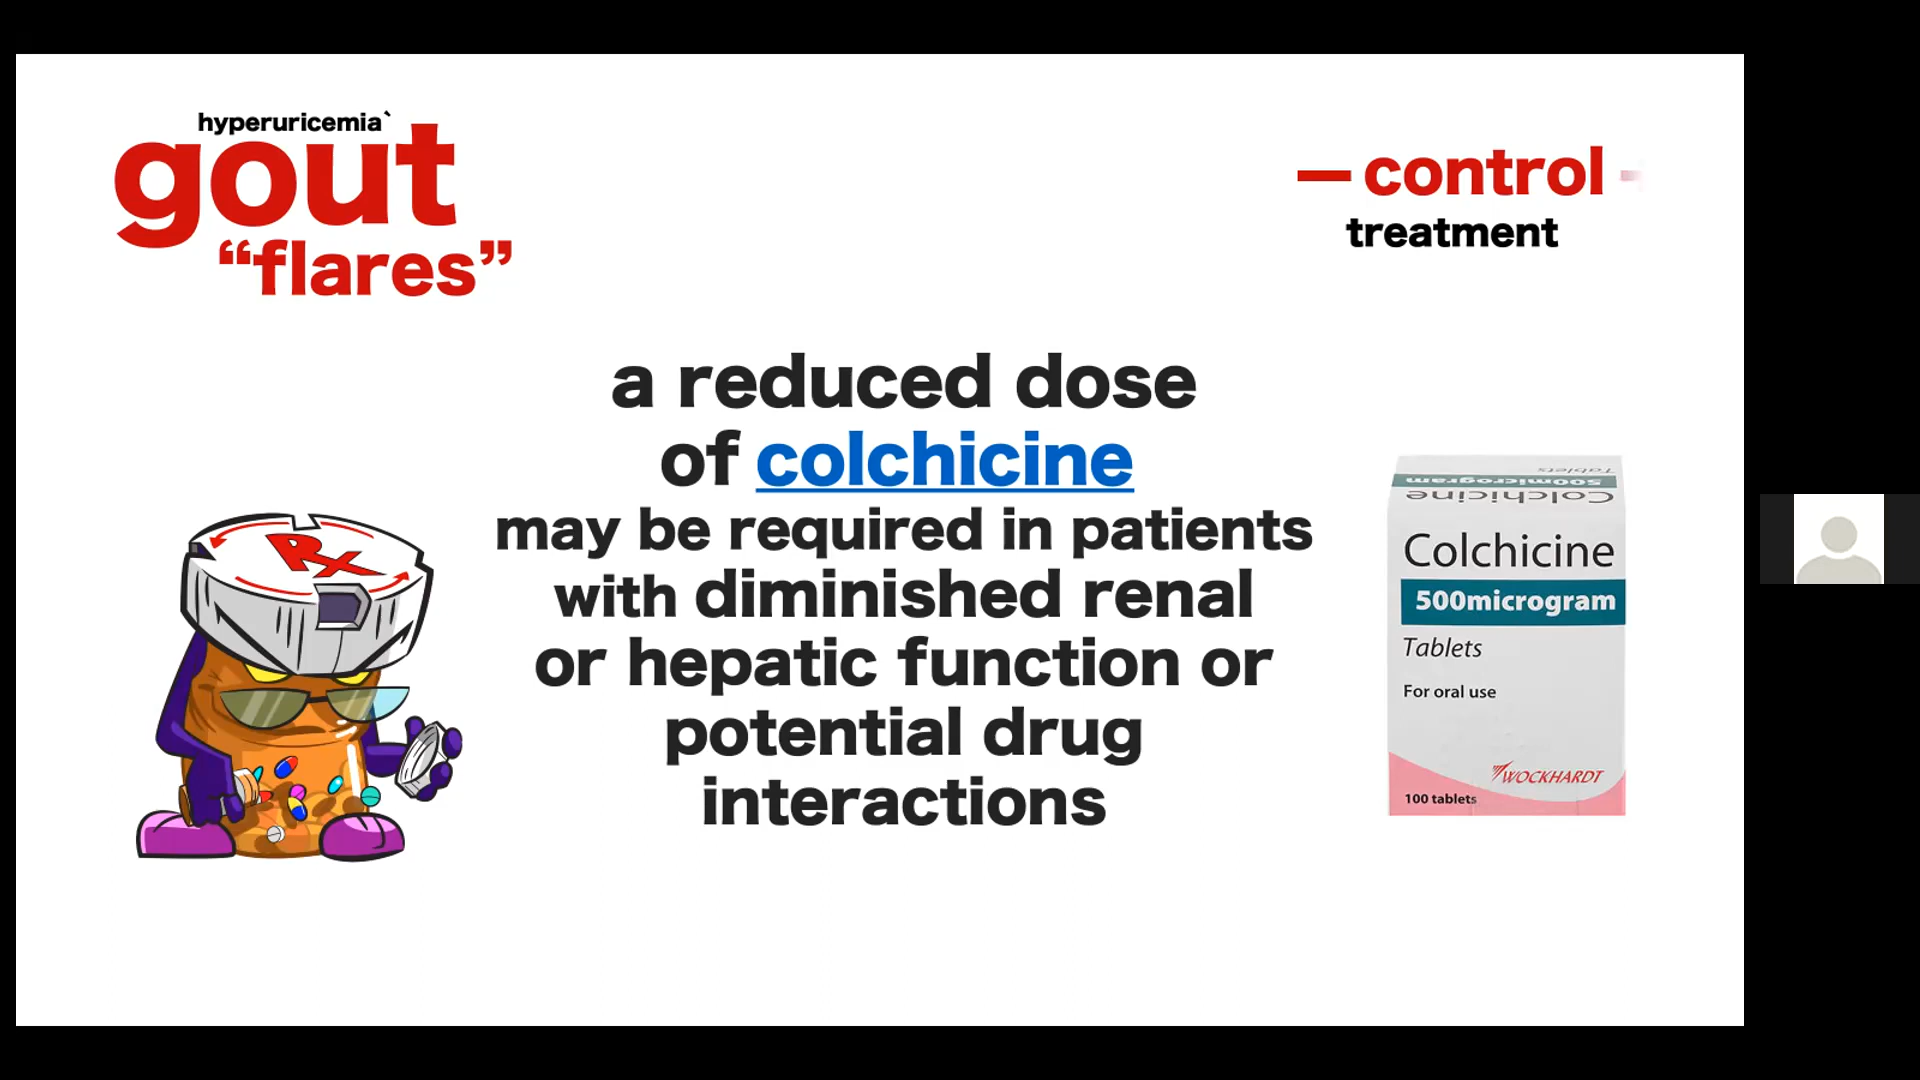 hyperuricemia`
gout
“flares”
control
treatment
a reduced dose
of colchicine
may be required in patients
with diminished renal
or hepatic function or
potential drug
interactions
Rx
Tablets
500microgram
Colchicine
Colchicine
500microgram
Tablets
For oral use
WOCKHARDT
100 tablets